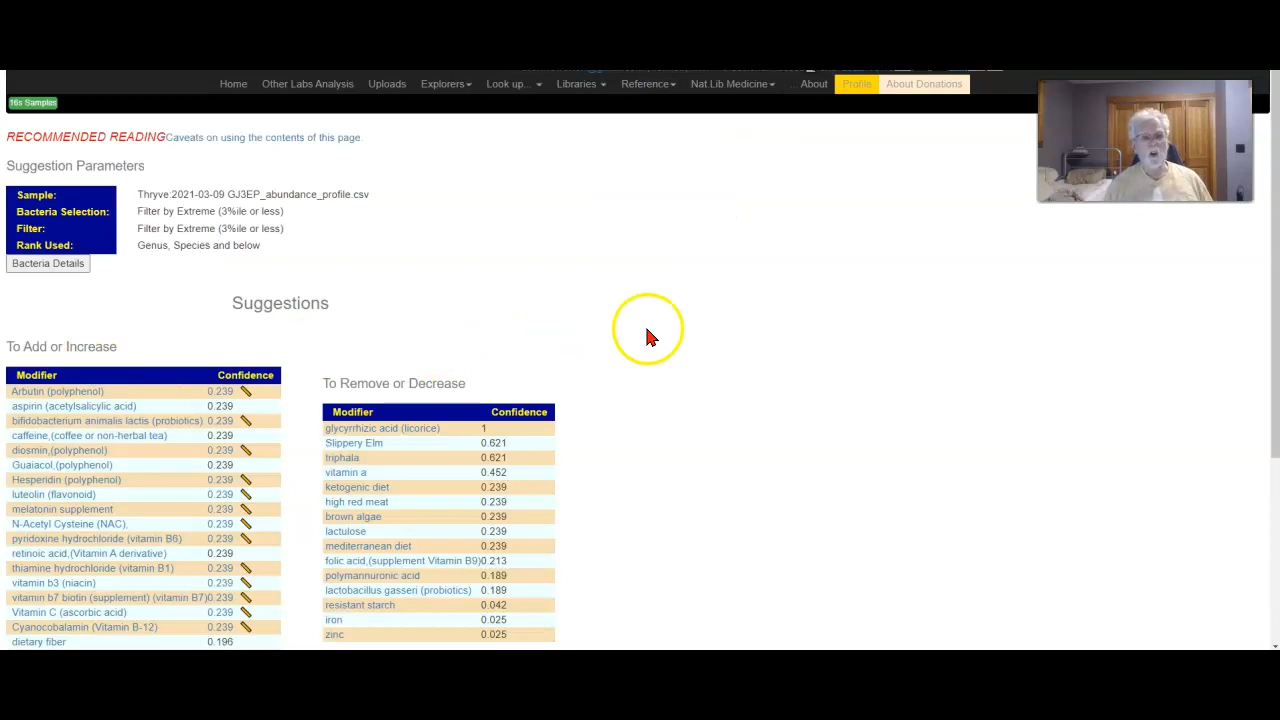 Home Other Labs Analysis Uploads Explorers Look up... Libraries Reference Nat.Lib.Medicine ... About Profile About Donations
16s Samples
RECOMMENDED READING Caveats on using the contents of this page.
Suggestion Parameters
Sample: Thryve:2021-03-09 GJ3EP_abundance_profile.csv
Bacteria Selection: Filter by Extreme (3%ile or less)
Filter: Filter by Extreme (3%ile or less)
Rank Used: Genus, Species and below
Bacteria Details
Suggestions
To Add or Increase
Modifier Confidence
Arbutin (polyphenol) 0.239
aspirin (acetylsalicylic acid) 0.239
bifidobacterium animalis lactis (probiotics) 0.239
caffeine,(coffee or non-herbal tea) 0.239
diosmin,(polyphenol) 0.239
Guaiacol,(polyphenol) 0.239
Hesperidin (polyphenol) 0.239
luteolin (flavonoid) 0.239
melatonin supplement 0.239
N-Acetyl Cysteine (NAC), 0.239
pyridoxine hydrochloride (vitamin B6) 0.239
retinoic acid,(Vitamin A derivative) 0.239
thiamine hydrochloride (vitamin B1) 0.239
vitamin b3 (niacin) 0.239
vitamin b7 biotin (supplement) (vitamin B7) 0.239
Vitamin C (ascorbic acid) 0.239
Cyanocobalamin (Vitamin B-12) 0.239
dietary fiber 0.196
To Remove or Decrease
Modifier Confidence
glycyrrhizic acid (licorice) 1
Slippery Elm 0.621
triphala 0.621
vitamin a 0.452
ketogenic diet 0.239
high red meat 0.239
brown algae 0.239
lactulose 0.239
mediterranean diet 0.239
folic acid,(supplement Vitamin B9) 0.213
polymannuronic acid 0.189
lactobacillus gasseri (probiotics) 0.189
resistant starch 0.042
iron 0.025
zinc 0.025